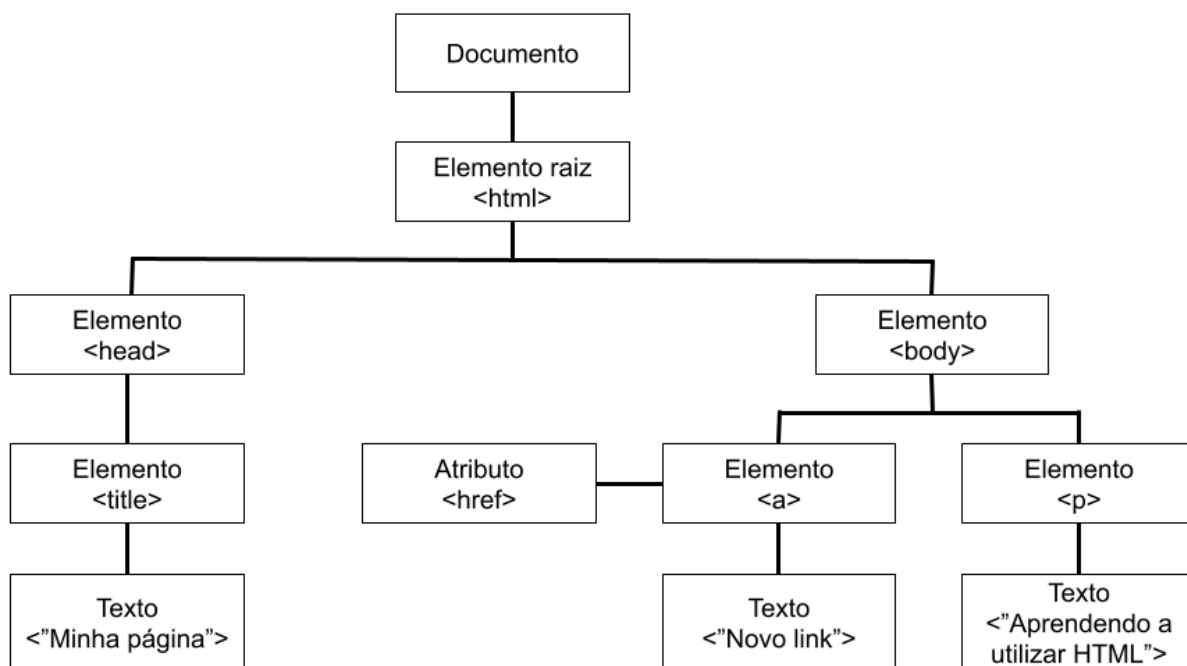 Documento
Elemento raiz
<html>
Elemento
<head>
Elemento
<body>
Elemento
<title>
Atributo
<href>
Elemento
<a>
Elemento
<p>
Texto
<”Minha página”>
Texto
<”Novo link”>
Texto
<”Aprendendo a
utilizar HTML”>